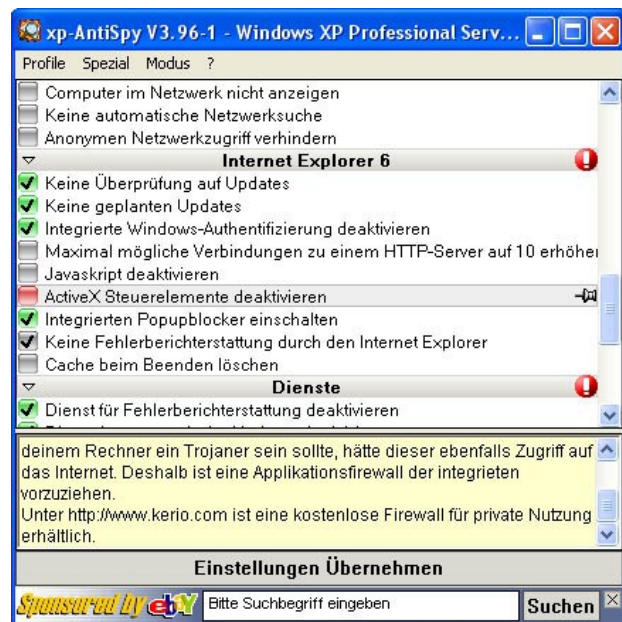 xp-AntiSpy V3.96-1 - Windows XP Professional Serv...
Profile Spezial Modus ?
Computer im Netzwerk nicht anzeigen
Keine automatische Netzwerksuche
Anonymen Netzwerkzugriff verhindern
Internet Explorer 6
Keine Überprüfung auf Updates
Keine geplanten Updates
Integrierte Windows-Authentifizierung deaktivieren
Maximal mögliche Verbindungen zu einem HTTP-Server auf 10 erhöhe
Javaskript deaktivieren
ActiveX Steuerelemente deaktivieren
Integrierten Popupblocker einschalten
Keine Fehlerberichterstattung durch den Internet Explorer
Cache beim Beenden löschen
Dienste
Dienst für Fehlerberichterstattung deaktivieren
deinem Rechner ein Trojaner sein sollte, hätte dieser ebenfalls Zugriff auf
das Internet. Deshalb ist eine Applikationsfirewall der integrieten
vorzuziehen.
Unter http://www.kerio.com ist eine kostenlose Firewall für private Nutzung
erhältlich.
Einstellungen Übernehmen
Sponsored by ebY Bitte Suchbegriff eingeben Suchen